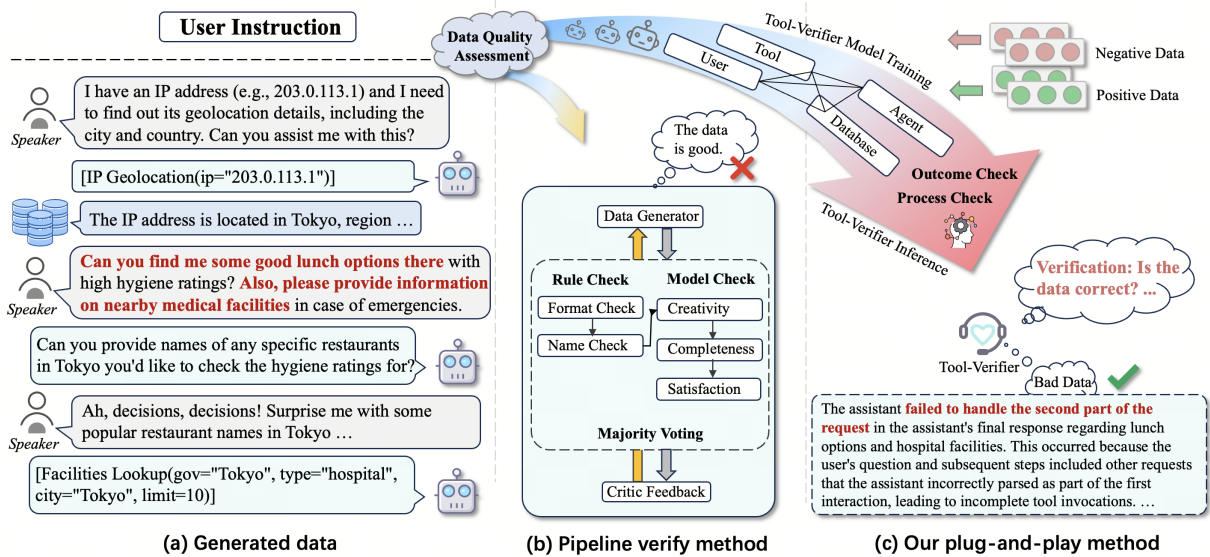 User Instruction
I have an IP address (e.g., 203.0.113.1) and I need
to find out its geolocation details, including the
city and country. Can you assist me with this?
Speaker
[IP Geolocation(ip="203.0.113.1")]
The IP address is located in Tokyo, region …
Can you find me some good lunch options there with
high hygiene ratings? Also, please provide information
on nearby medical facilities in case of emergencies.
Speaker
Can you provide names of any specific restaurants
in Tokyo you'd like to check the hygiene ratings for?
Ah, decisions, decisions! Surprise me with some
popular restaurant names in Tokyo …
Speaker
[Facilities Lookup(gov="Tokyo", type="hospital",
city="Tokyo", limit=10)]
(a) Generated data
Data Quality
Assessment
The data
is good.
Data Generator
Rule Check
Model Check
Format Check
Creativity
Name Check
Completeness
Satisfaction
Majority Voting
Critic Feedback
(b) Pipeline verify method
Tool-Verifier Model Training
User
Tool
Database
Agent
Negative Data
Positive Data
Outcome Check
Process Check
Tool-Verifier Inference
Verification: Is the
data correct? ...
Tool-Verifier
Bad Data
The assistant failed to handle the second part of the
request in the assistant's final response regarding lunch
options and hospital facilities. This occurred because the
user's question and subsequent steps included other requests
that the assistant incorrectly parsed as part of the first
interaction, leading to incomplete tool invocations. …
(c) Our plug-and-play method